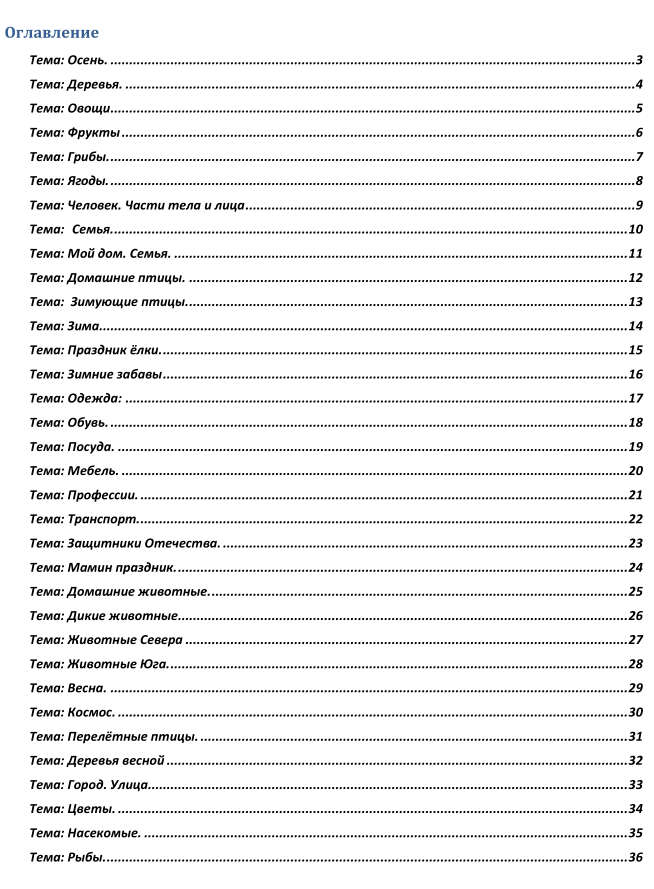 Оглавление
Тема: Осень. ...............3
Тема: Деревья. ...............4
Тема: Овощи...............5
Тема: Фрукты...............6
Тема: Грибы...............7
Тема: Ягоды...............8
Тема: Человек. Части тела и лица...............9
Тема: Семья...............10
Тема: Мой дом. Семья. ...............11
Тема: Домашние птицы. ...............12
Тема: Зимующие птицы...............13
Тема: Зима...............14
Тема: Праздник ёлки...............15
Тема: Зимние забавы...............16
Тема: Одежда: ...............17
Тема: Обувь. ...............18
Тема: Посуда. ...............19
Тема: Мебель. ...............20
Тема: Профессии. ...............21
Тема: Транспорт...............22
Тема: Защитники Отечества. ...............23
Тема: Мамин праздник...............24
Тема: Домашние животные...............25
Тема: Дикие животные...............26
Тема: Животные Севера ...............27
Тема: Животные Юга...............28
Тема: Весна. ...............29
Тема: Космос. ...............30
Тема: Перелётные птицы. ...............31
Тема: Деревья весной ...............32
Тема: Город. Улица...............33
Тема: Цветы. ...............34
Тема: Насекомые. ...............35
Тема: Рыбы...............36